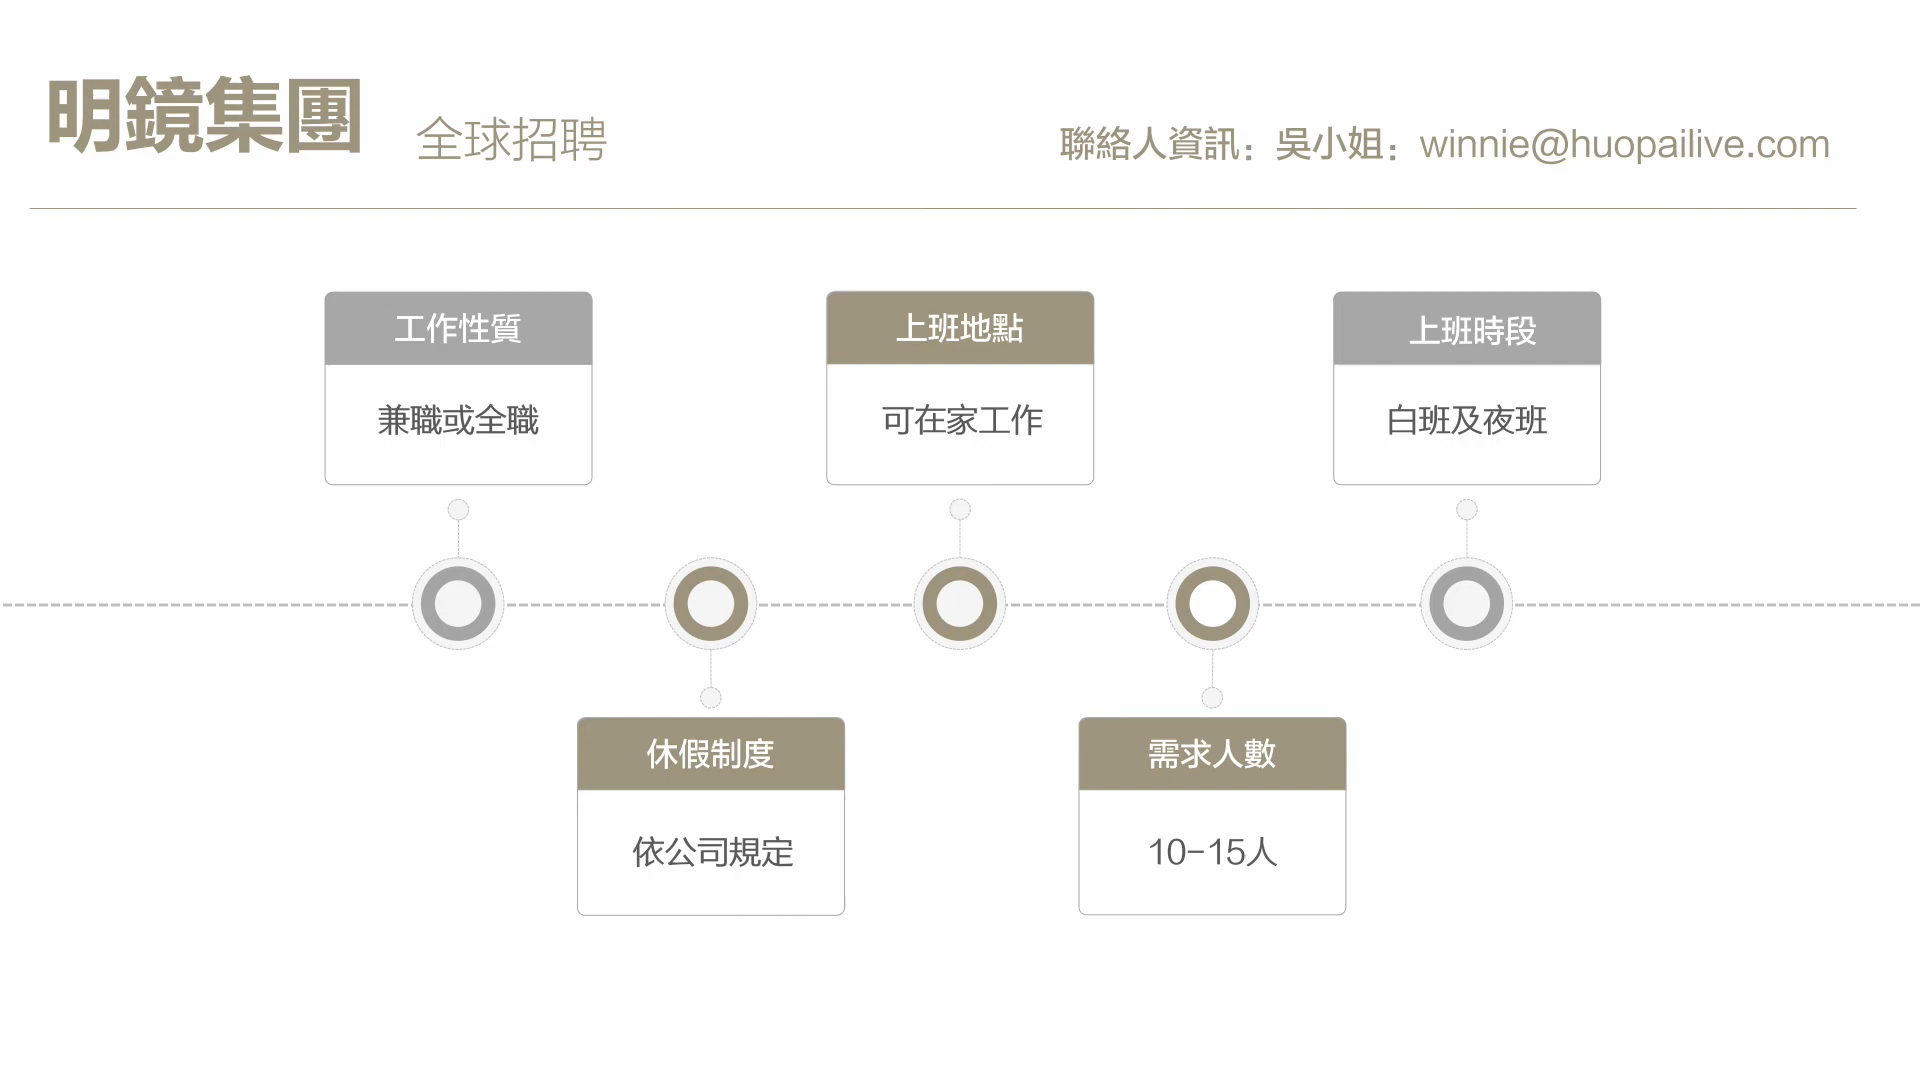 明鏡集團
全球招聘
聯絡人資訊：吳小姐：winnie@huopailive.com
工作性質
兼職或全職
上班地點
可在家工作
上班時段
白班及夜班
休假制度
依公司規定
需求人數
10-15人